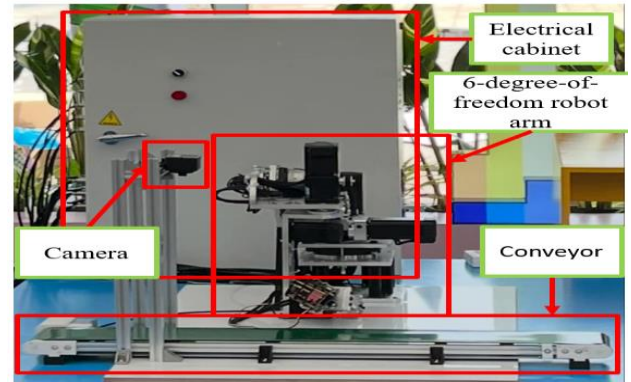 Electrical
cabinet
6-degree-of-
freedom robot
arm
Camera
Conveyor